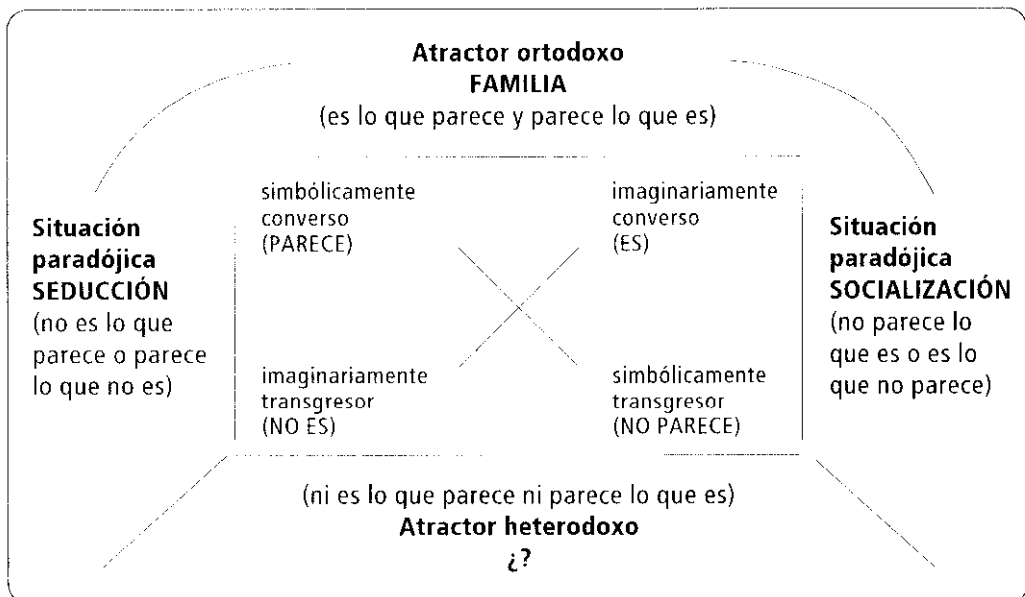 Atractor ortodoxo
FAMILIA
(es lo que parece y parece lo que es)
Situación
paradójica
SEDUCCIÓN
(no es lo que
parece o parece
lo que no es)
simbólicamente
converso
(PARECE)
imaginariamente
converso
(ES)
imaginariamente
transgresor
(NO ES)
simbólicamente
transgresor
(NO PARECE)
Situación
paradójica
SOCIALIZACIÓN
(no parece lo
que es o es lo
que no parece)
(ni es lo que parece ni parece lo que es)
Atractor heterodoxo
¿?